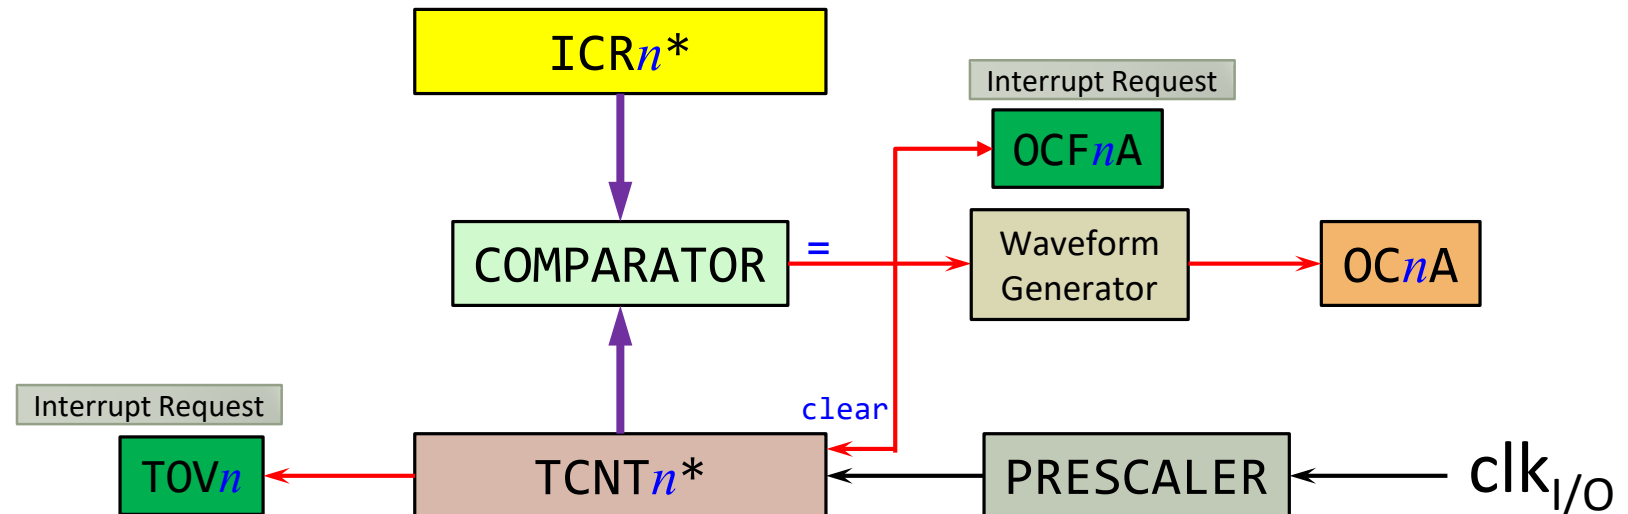 ICRn*
Interrupt Request
OCFnA
COMPARATOR
=
Waveform
Generator
OCnA
Interrupt Request
clear
TOVn
TCNTn*
PRESCALER
clkI/O